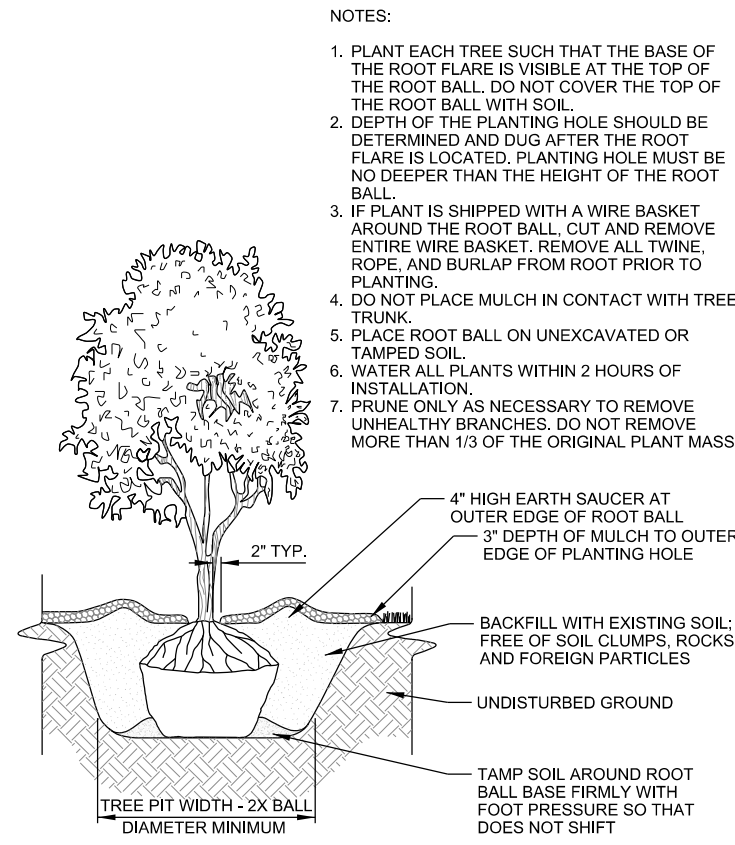 NOTES:
1. PLANT EACH TREE SUCH THAT THE BASE OF
THE ROOT FLARE IS VISIBLE AT THE TOP OF
THE ROOT BALL. DO NOT COVER THE TOP OF
THE ROOT BALL WITH SOIL.
2. DEPTH OF THE PLANTING HOLE SHOULD BE
DETERMINED AND DUG AFTER THE ROOT
FLARE IS LOCATED. PLANTING HOLE MUST BE
NO DEEPER THAN THE HEIGHT OF THE ROOT
BALL.
3. IF PLANT IS SHIPPED WITH A WIRE BASKET
AROUND THE ROOT BALL, CUT AND REMOVE
ENTIRE WIRE BASKET. REMOVE ALL TWINE,
ROPE, AND BURLAP FROM ROOT PRIOR TO
PLANTING.
4. DO NOT PLACE MULCH IN CONTACT WITH TREE
TRUNK.
5. PLACE ROOT BALL ON UNEXCAVATED OR
TAMPED SOIL.
6. WATER ALL PLANTS WITHIN 2 HOURS OF
INSTALLATION.
7. PRUNE ONLY AS NECESSARY TO REMOVE
UNHEALTHY BRANCHES. DO NOT REMOVE
MORE THAN 1/3 OF THE ORIGINAL PLANT MASS
4" HIGH EARTH SAUCER AT
OUTER EDGE OF ROOT BALL
3" DEPTH OF MULCH TO OUTER
EDGE OF PLANTING HOLE
2" TYP.
BACKFILL WITH EXISTING SOIL;
FREE OF SOIL CLUMPS, ROCKS
AND FOREIGN PARTICLES
UNDISTURBED GROUND
TAMP SOIL AROUND ROOT
BALL BASE FIRMLY WITH
FOOT PRESSURE SO THAT
DOES NOT SHIFT
TREE PIT WIDTH - 2X BALL
DIAMETER MINIMUM